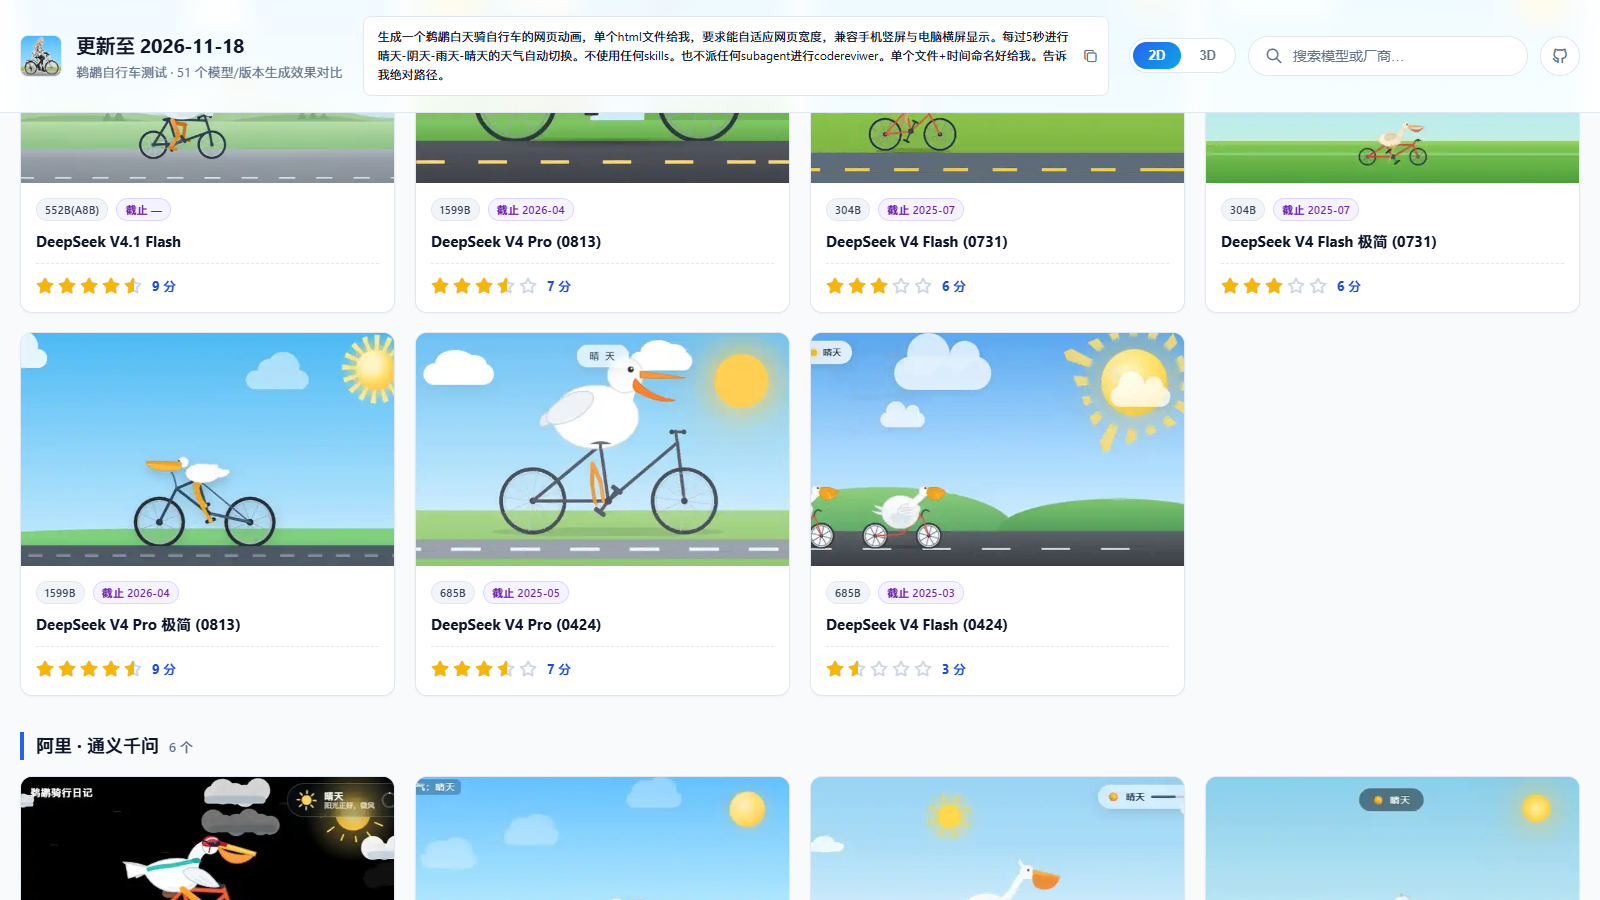 更新至 2026-11-18
鹈鹕自行车测试 · 51 个模型/版本生成效果对比
生成一个鹈鹕白天骑自行车的网页动画，单个html文件给我，要求能自适应网页宽度，兼容手机竖屏与电脑横屏显示。每过5秒进行
晴天-阴天-雨天-晴天的天气自动切换。不使用任何skills。也不派任何subagent进行codereviwer。单个文件+时间命名好给我。告诉
我绝对路径。
2D
3D
搜索模型或厂商...
552B(A8B)
截止 —
DeepSeek V4.1 Flash
9 分
1599B
截止 2026-04
DeepSeek V4 Pro (0813)
7 分
304B
截止 2025-07
DeepSeek V4 Flash (0731)
6 分
304B
截止 2025-07
DeepSeek V4 Flash 极简 (0731)
6 分
1599B
截止 2026-04
DeepSeek V4 Pro 极简 (0813)
9 分
晴 天
685B
截止 2025-05
DeepSeek V4 Pro (0424)
7 分
晴天
685B
截止 2025-03
DeepSeek V4 Flash (0424)
3 分
阿里 · 通义千问 6 个
鹈鹕骑行日记
晴天
阳光正好，微风
气：晴天
晴天
晴天